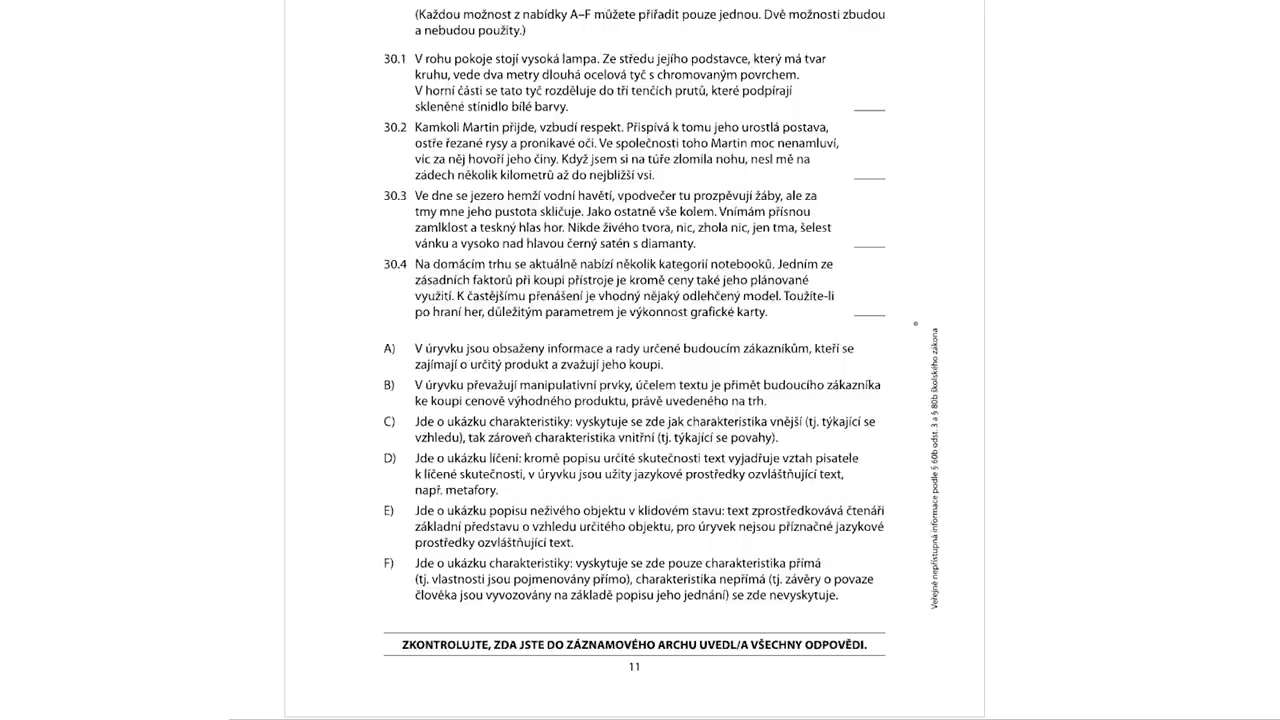 (Každou možnost z nabídky A–F můžete přiřadit pouze jednou. Dvě možnosti zbudou
a nebudou použity.)
30.1 V rohu pokoje stojí vysoká lampa. Ze středu jejího podstavce, který má tvar
kruhu, vede dva metry dlouhá ocelová tyč s chromovaným povrchem.
V horní části se tato tyč rozděluje do tří tenčích prutů, které podpírají
skleněné stínidlo bílé barvy.
30.2 Kamkoli Martin přijde, vzbudí respekt. Přispívá k tomu jeho urostlá postava,
ostře řezané rysy a pronikavé oči. Ve společnosti toho Martin moc nenamluví,
víc za něj hovoří jeho činy. Když jsem si na túře zlomila nohu, nesl mě na
zádech několik kilometrů až do nejbližší vsi.
30.3 Ve dne se jezero hemží vodní havětí, vpodvečer tu prozpěvují žáby, ale za
tmy mne jeho pustota skličuje. Jako ostatně vše kolem. Vnímám přísnou
zamlklost a teskný hlas hor. Nikde živého tvora, nic, zhola nic, jen tma, šelest
vánku a vysoko nad hlavou černý satén s diamanty.
30.4 Na domácím trhu se aktuálně nabízí několik kategorií notebooků. Jedním ze
zásadních faktorů při koupi přístroje je kromě ceny také jeho plánované
využití. K častějšímu přenášení je vhodný nějaký odlehčený model. Toužíte-li
po hraní her, důležitým parametrem je výkonnost grafické karty.
A) V úryvku jsou obsaženy informace a rady určené budoucím zákazníkům, kteří se
zajímají o určitý produkt a zvažují jeho koupi.
B) V úryvku převažují manipulativní prvky, účelem textu je přimět budoucího zákazníka
ke koupi cenově výhodného produktu, právě uvedeného na trh.
C) Jde o ukázku charakteristiky: vyskytuje se zde jak charakteristika vnější (tj. týkající se
vzhledu), tak zároveň charakteristika vnitřní (tj. týkající se povahy).
D) Jde o ukázku líčení: kromě popisu určité skutečnosti text vyjadřuje vztah pisatele
k líčené skutečnosti, v úryvku jsou užity jazykové prostředky ozvláštňující text,
např. metafory.
E) Jde o ukázku popisu neživého objektu v klidovém stavu: text zprostředkovává čtenáři
základní představu o vzhledu určitého objektu, pro úryvek nejsou příznačné jazykové
prostředky ozvláštňující text.
F) Jde o ukázku charakteristiky: vyskytuje se zde pouze charakteristika přímá
(tj. vlastnosti jsou pojmenovány přímo), charakteristika nepřímá (tj. závěry o povaze
člověka jsou vyvozovány na základě popisu jeho jednání) se zde nevyskytuje.
Veřejně nepřístupná informace podle § 60b odst. 3 a § 80b školského zákona
ZKONTROLUJTE, ZDA JSTE DO ZÁZNAMOVÉHO ARCHU UVEDL/A VŠECHNY ODPOVĚDI.
11